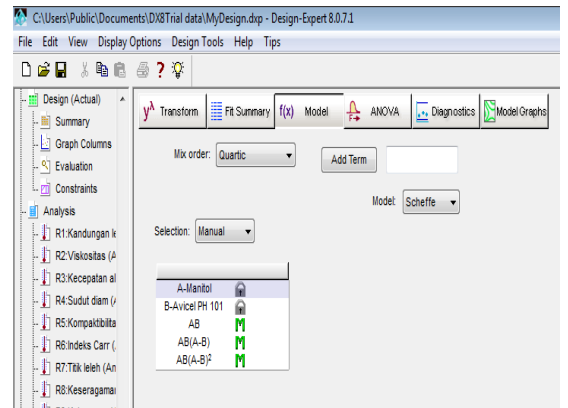 C:\Users\Public\Documents\DX8Trial data\MyDesign.dxp - Design-Expert 8.0.7.1
File Edit View Display Options Design Tools Help Tips
Design (Actual)
Summary
Graph Columns
Evaluation
Constraints
Analysis
R1:Kandungan le
R2:Viskositas (A
R3:Kecepatan al
R4:Sudut diam (
R5:Kompaktibilita
R6:Indeks Carr (
R7:Titik leleh (An
R8:Keseragamai
yλ Transform Fit Summary f(x) Model ANOVA Diagnostics Model Graphs
Mix order: Quartic Add Term
Model: Scheffe
Selection: Manual
A-Manitol
B-Avicel PH 101
AB M
AB(A-B) M
AB(A-B)² M